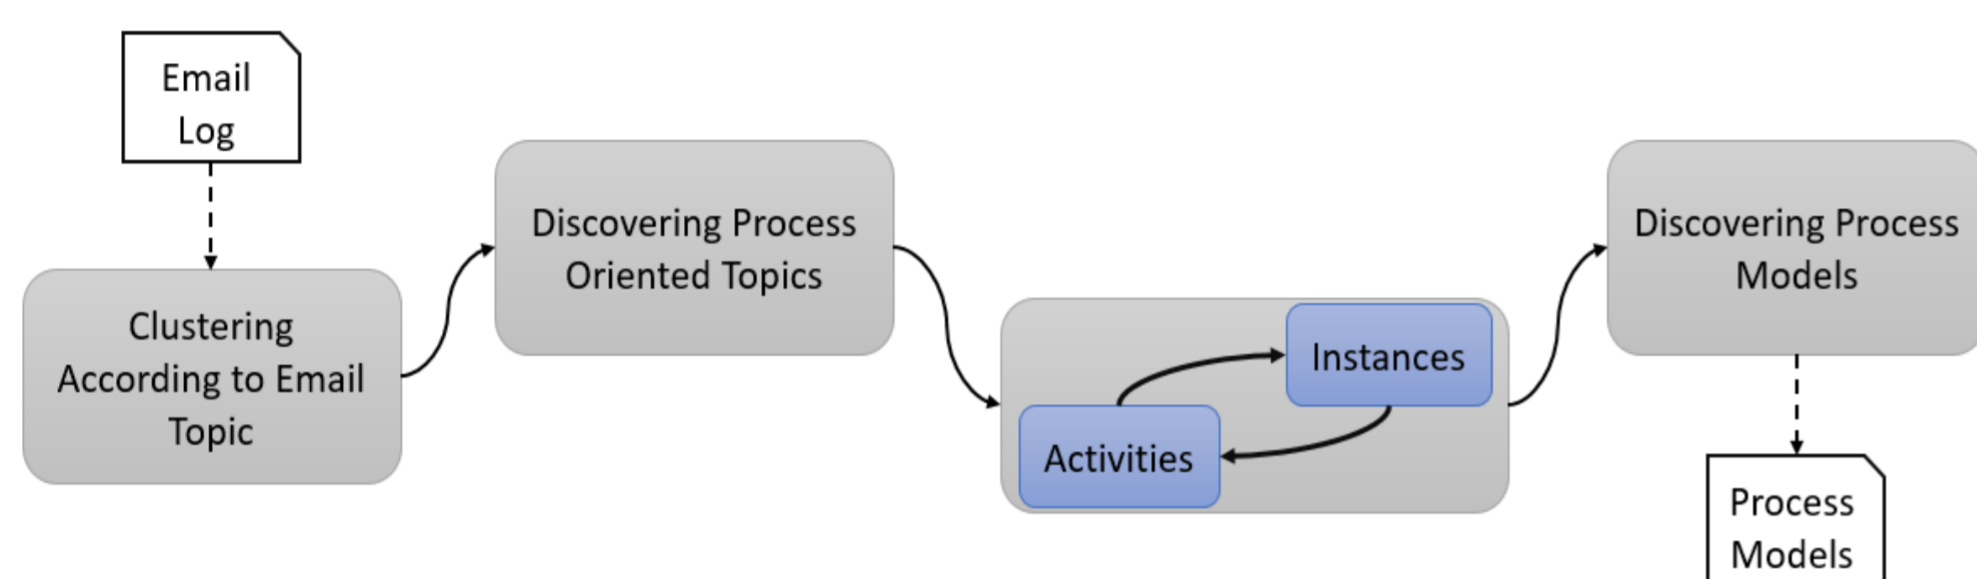 Email
Log
Clustering
According to Email
Topic
Discovering Process
Oriented Topics
Instances
Activities
Discovering Process
Models
Process
Models